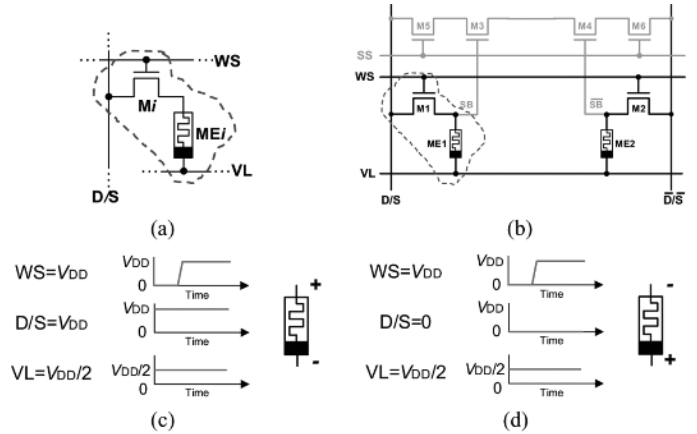 WS
Mi
MEi
VL
D/S
(a)
M5 M3 M4 M6
SS
WS
M1 SB SB M2
ME1 ME2
VL
D/S D/S
(b)
WS=VDD
VDD
0
Time
D/S=VDD
VDD
0
Time
VL=VDD/2
VDD/2
0
Time
+
-
(c)
WS=VDD
VDD
0
Time
D/S=0
VDD
0
Time
VL=VDD/2
VDD/2
0
Time
-
+
(d)